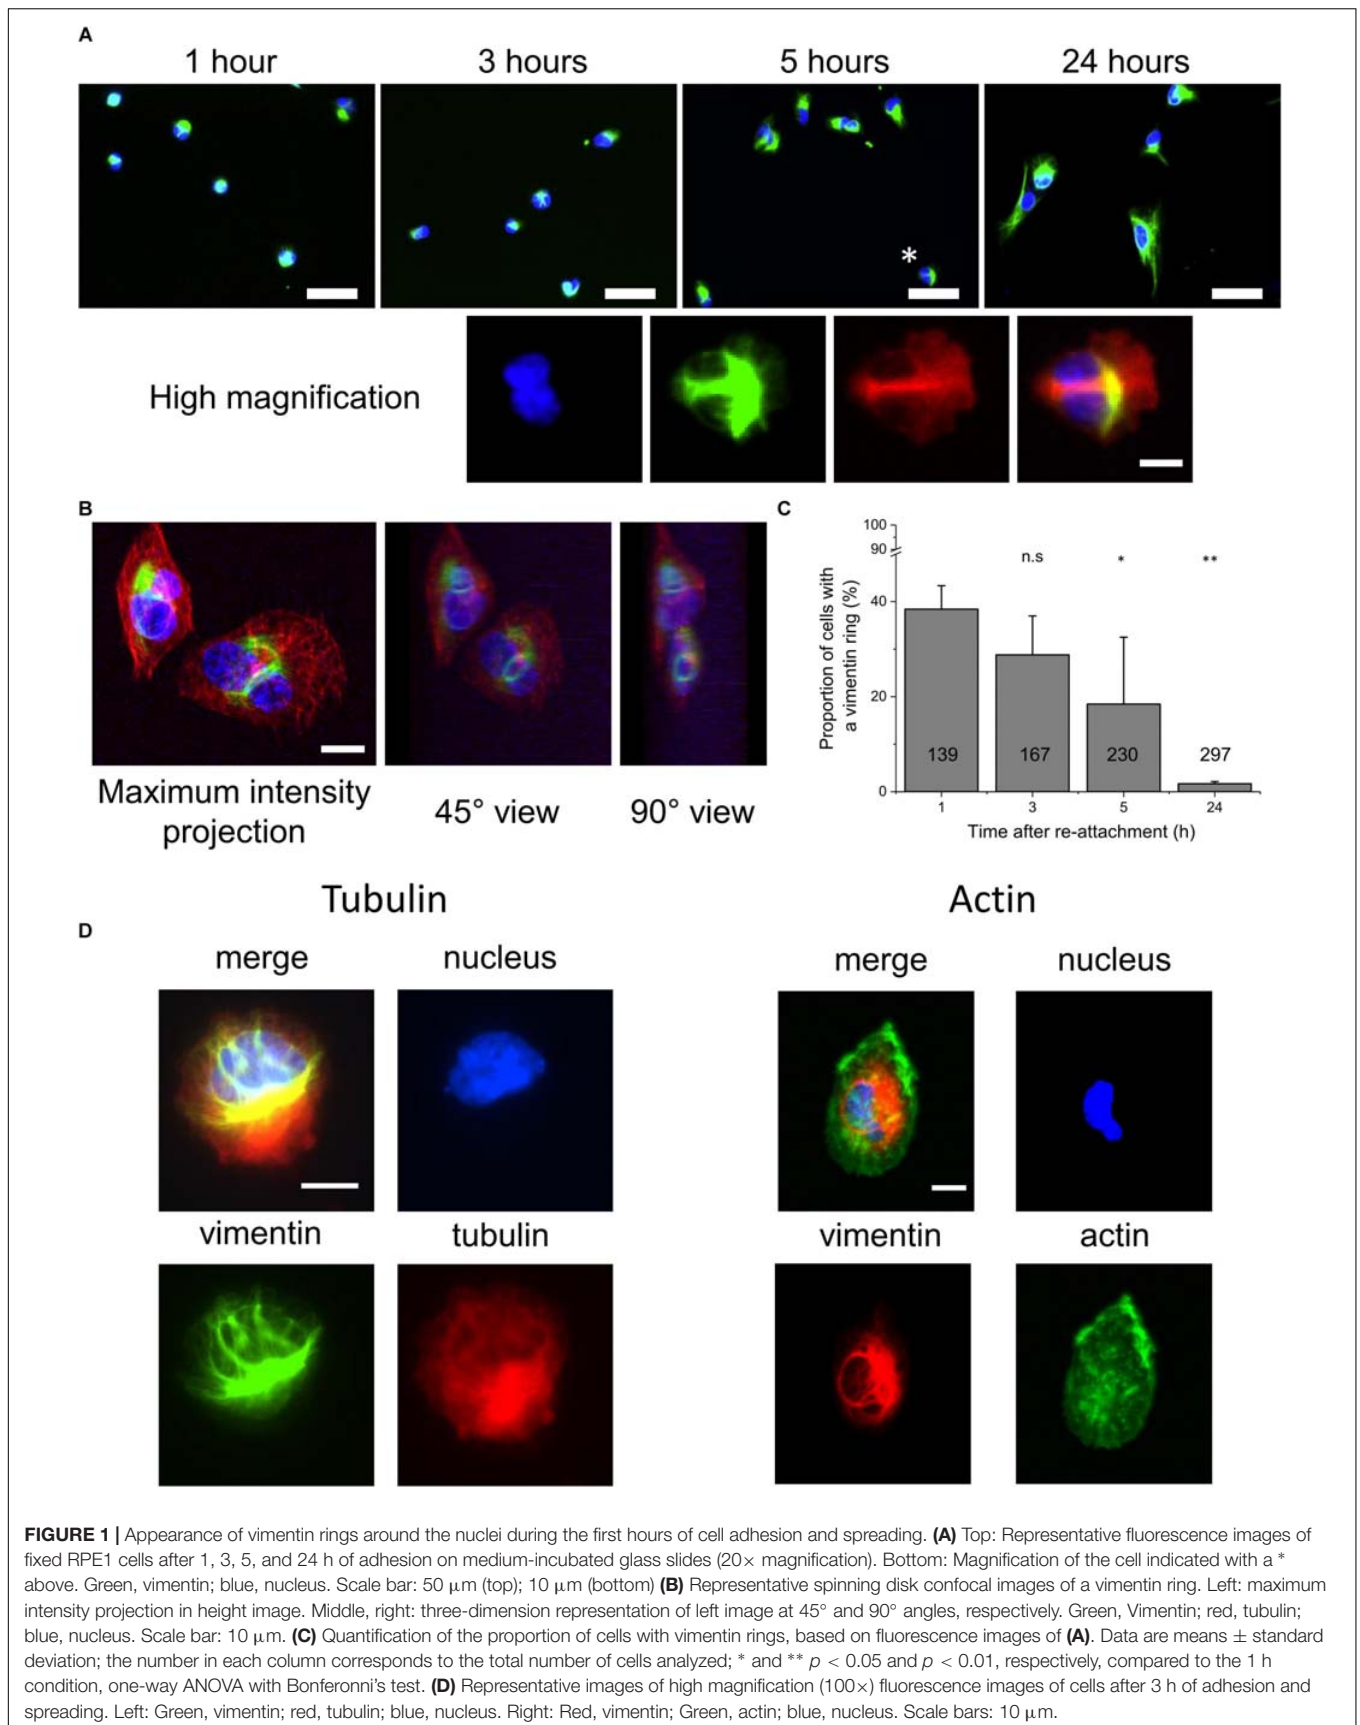 A
1 hour
3 hours
5 hours
24 hours
*
High magnification
B
Maximum intensity
projection
45° view
90° view
C
Proportion of cells with
a vimentin ring (%)
100
90
40
20
0
n.s
*
**
139
167
230
297
1
3
5
24
Time after re-attachment (h)
Tubulin
Actin
D
merge
nucleus
merge
nucleus
vimentin
tubulin
vimentin
actin
FIGURE 1 | Appearance of vimentin rings around the nuclei during the first hours of cell adhesion and spreading. (A) Top: Representative fluorescence images of
fixed RPE1 cells after 1, 3, 5, and 24 h of adhesion on medium-incubated glass slides (20× magnification). Bottom: Magnification of the cell indicated with a *
above. Green, vimentin; blue, nucleus. Scale bar: 50 μm (top); 10 μm (bottom) (B) Representative spinning disk confocal images of a vimentin ring. Left: maximum
intensity projection in height image. Middle, right: three-dimension representation of left image at 45° and 90° angles, respectively. Green, Vimentin; red, tubulin;
blue, nucleus. Scale bar: 10 μm. (C) Quantification of the proportion of cells with vimentin rings, based on fluorescence images of (A). Data are means ± standard
deviation; the number in each column corresponds to the total number of cells analyzed; * and ** p < 0.05 and p < 0.01, respectively, compared to the 1 h
condition, one-way ANOVA with Bonferonni's test. (D) Representative images of high magnification (100×) fluorescence images of cells after 3 h of adhesion and
spreading. Left: Green, vimentin; red, tubulin; blue, nucleus. Right: Red, vimentin; Green, actin; blue, nucleus. Scale bars: 10 μm.